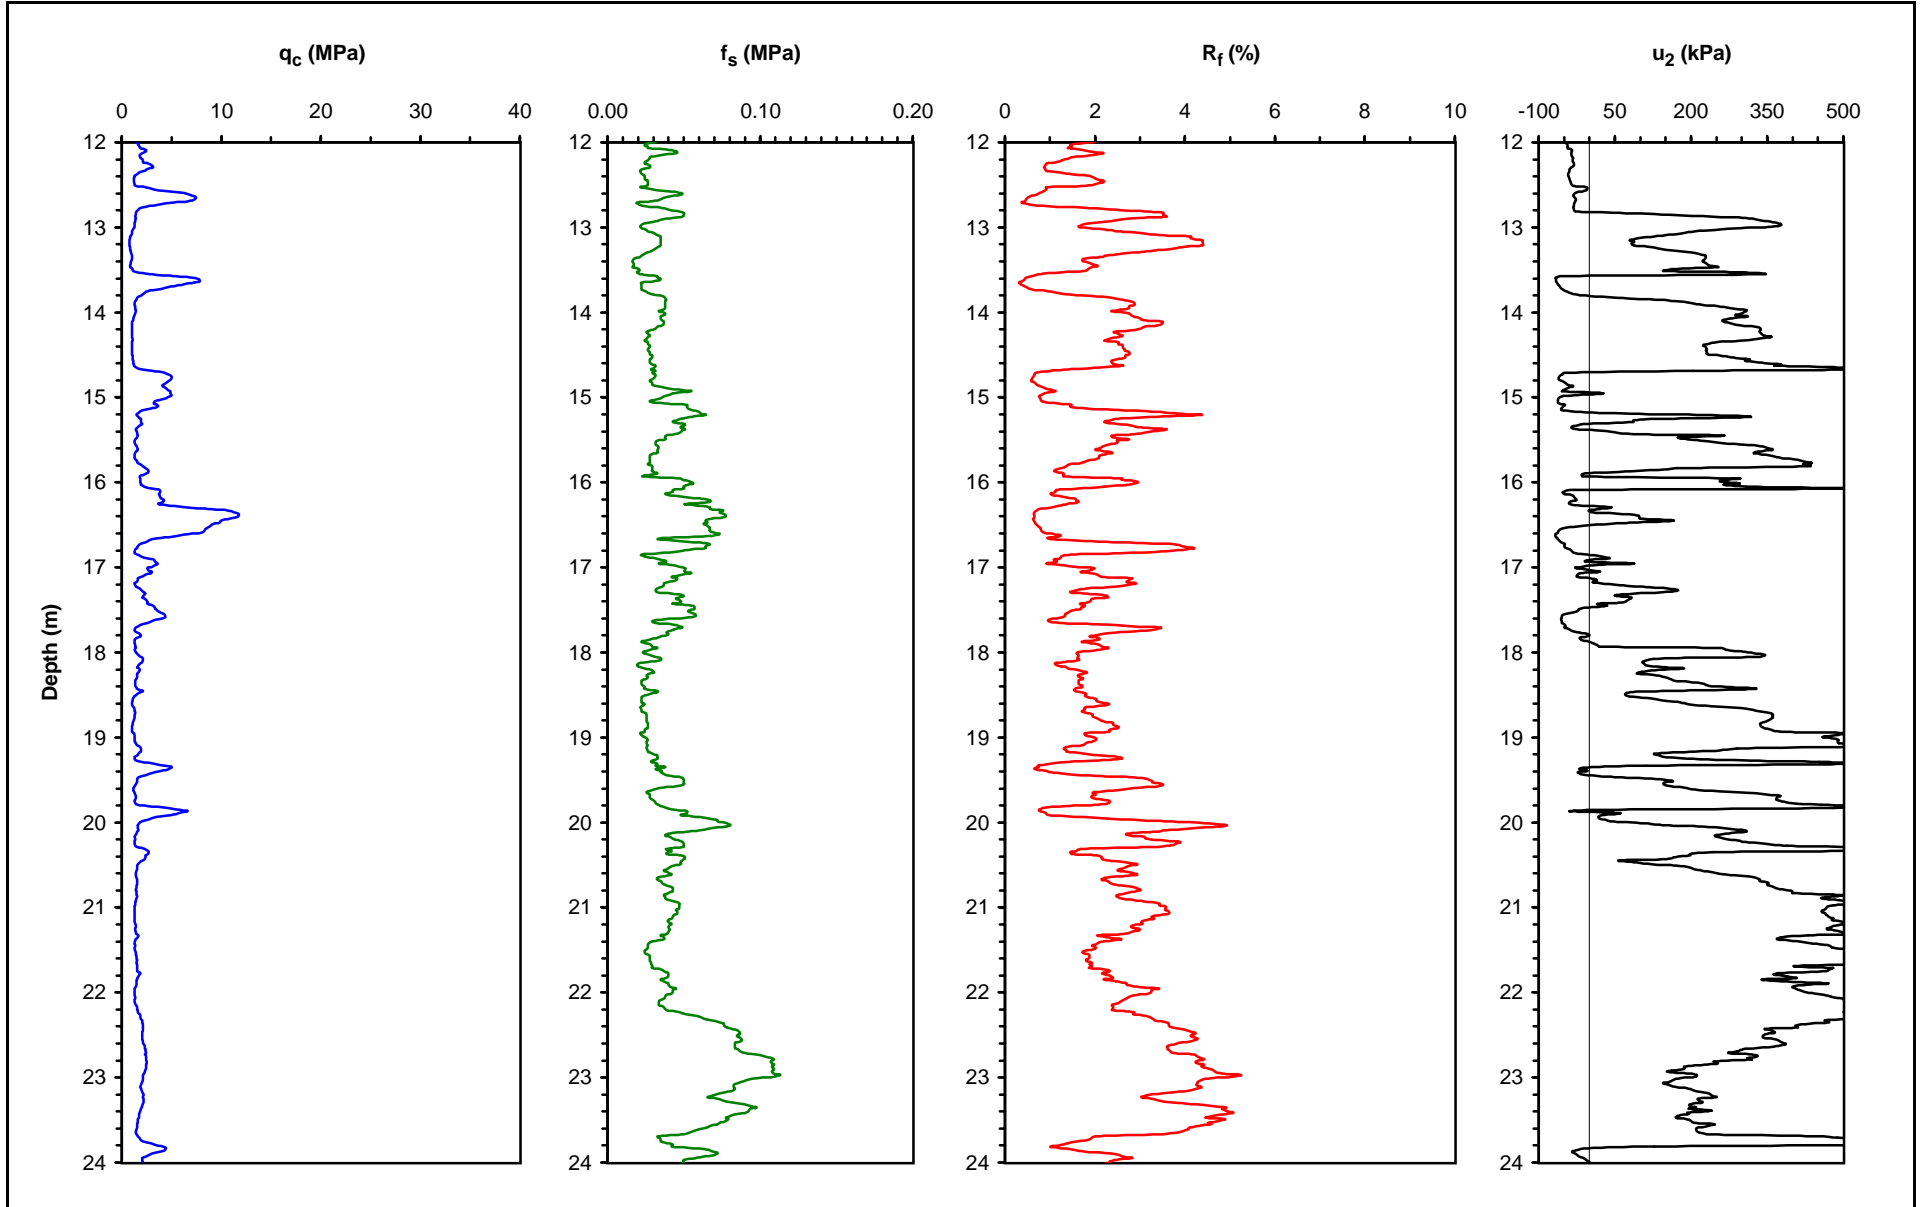 qc (MPa) fs (MPa) Rf (%) u2 (kPa)
0 10 20 30 40 0.00 0.10 0.20 0 2 4 6 8 10 -100 50 200 350 500
12 12 12 12
13 13 13 13
14 14 14 14
15 15 15 15
16 16 16 16
17 17 17 17
Depth (m)
18 18 18 18
19 19 19 19
20 20 20 20
21 21 21 21
22 22 22 22
23 23 23 23
24 24 24 24